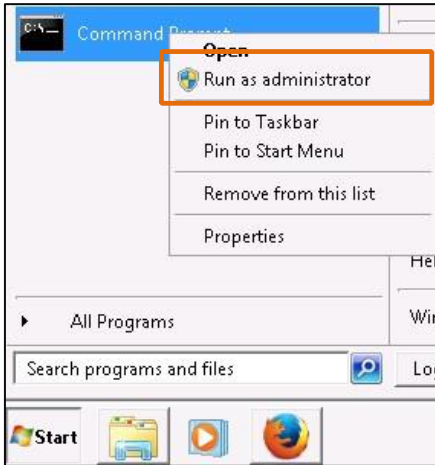 C:\
Command Prompt
Open
Run as administrator
Pin to Taskbar
Pin to Start Menu
Remove from this list
Properties
All Programs
Search programs and files
Start